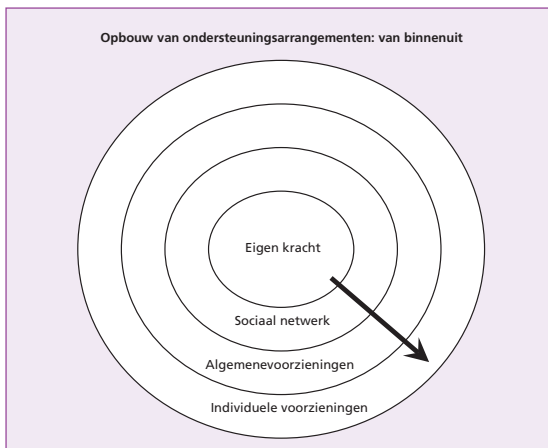 Opbouw van ondersteuningsarrangementen: van binnenuit
Eigen kracht
Sociaal netwerk
Algemenevoorzieningen
Individuele voorzieningen